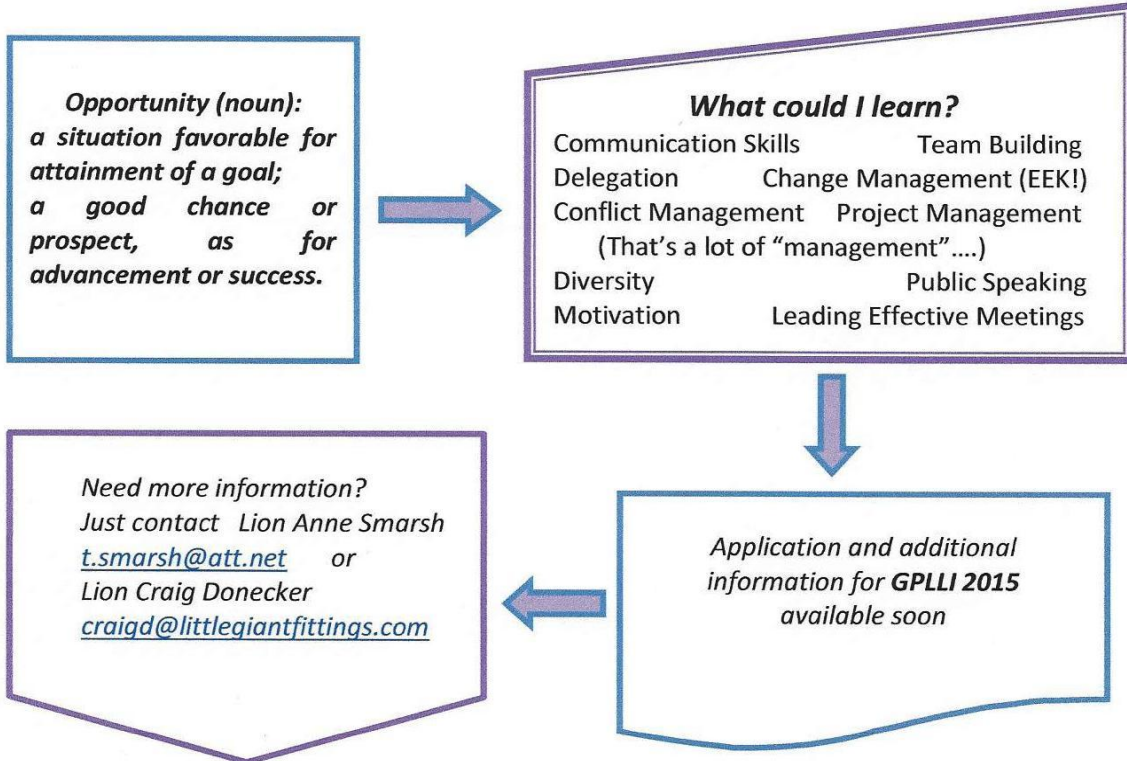 Opportunity (noun):
a situation favorable for
attainment of a goal;
a good chance or
prospect, as for
advancement or success.
What could I learn?
Communication Skills Team Building
Delegation Change Management (EEK!)
Conflict Management Project Management
(That's a lot of “management”....)
Diversity Public Speaking
Motivation Leading Effective Meetings
Application and additional
information for GPLLI 2015
available soon
Need more information?
Just contact Lion Anne Smarsh
t.smarsh@att.net or
Lion Craig Donecker
craigd@littlegiantfittings.com